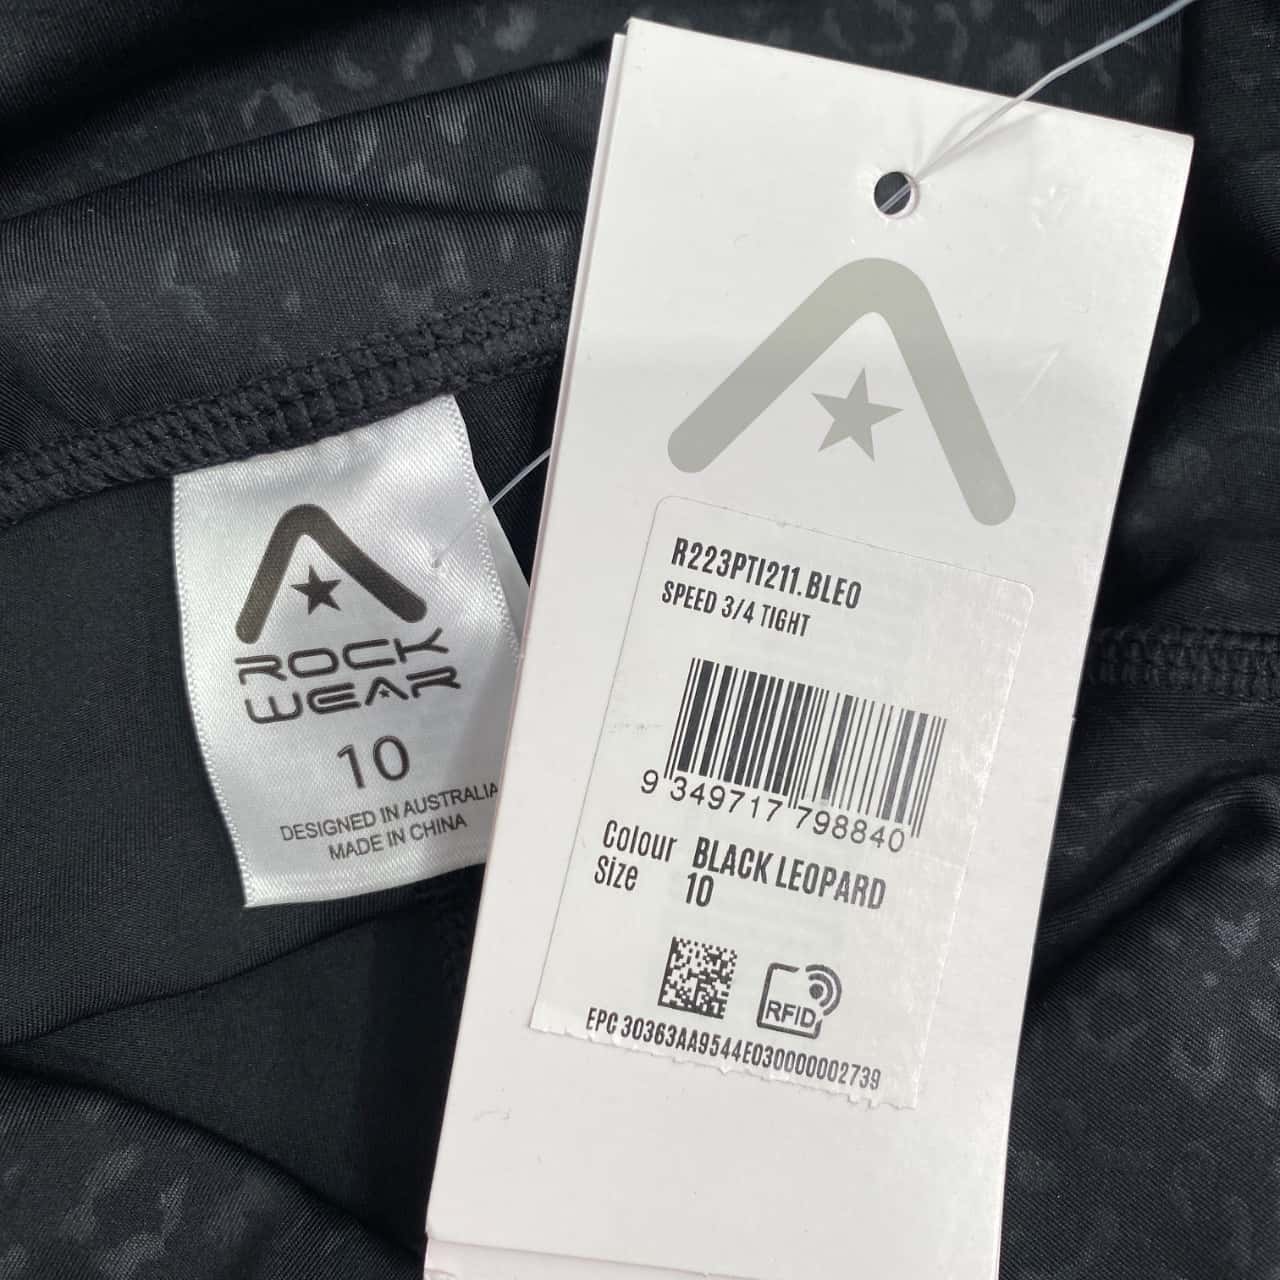 ROCK
WEAR
10
DESIGNED IN AUSTRALIA
MADE IN CHINA
R223PTI211.BLEO
SPEED 3/4 TIGHT
9 349717 798840
Colour BLACK LEOPARD
Size 10
RFID
EPC 30363AA9544E030000002739